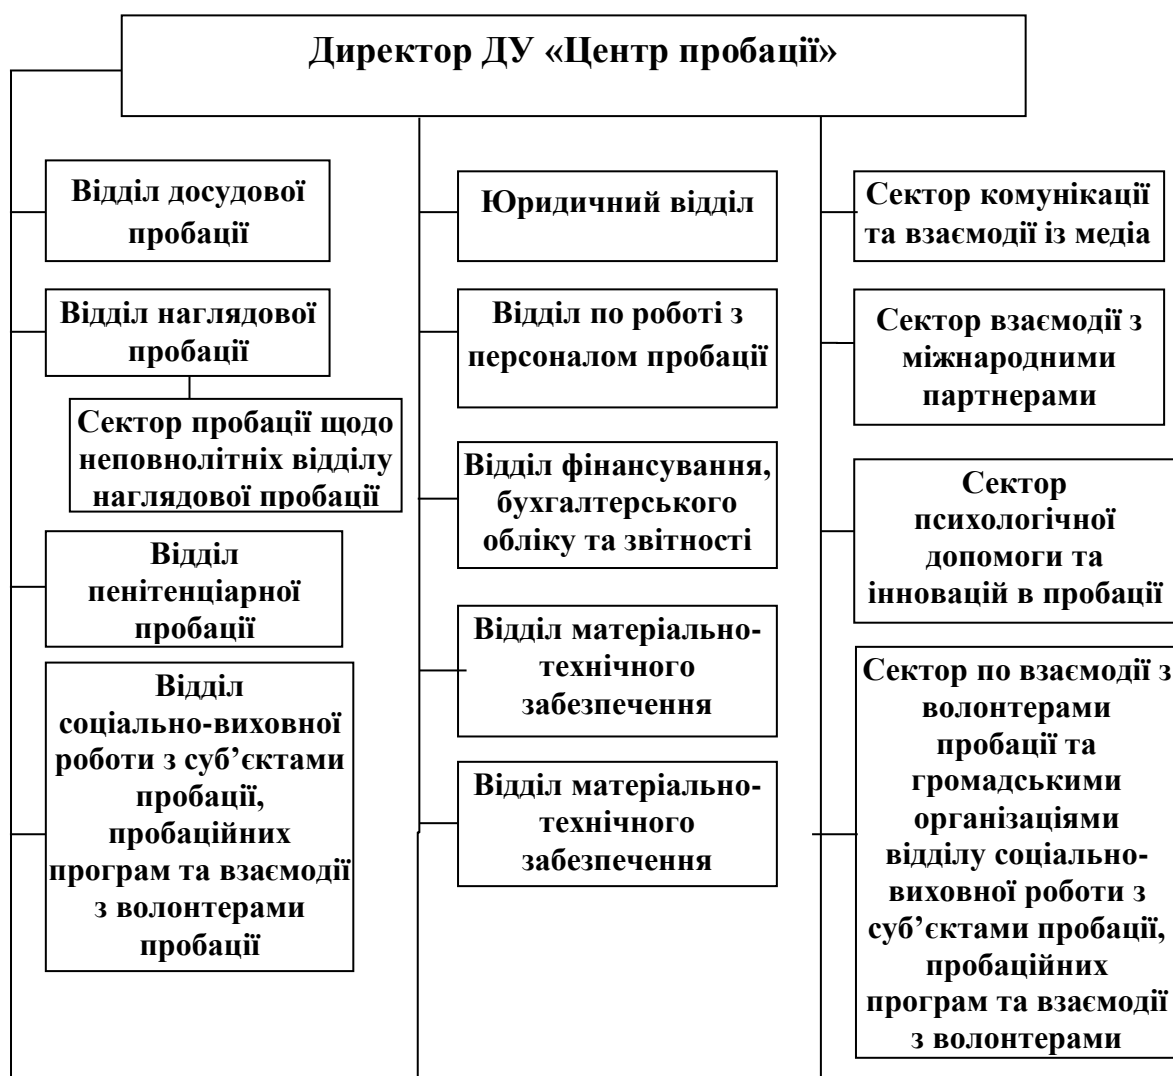 Директор ДУ «Центр пробації»
Відділ досудової
пробації
Відділ наглядової
пробації
Сектор пробації щодо
неповнолітніх відділу
наглядової пробації
Відділ
пенітенціарної
пробації
Відділ
соціально-виховної
роботи з суб’єктами
пробації,
пробаційних
програм та взаємодії
з волонтерами
пробації
Юридичний відділ
Відділ по роботі з
персоналом пробації
Відділ фінансування,
бухгалтерського
обліку та звітності
Відділ матеріально-
технічного
забезпечення
Відділ матеріально-
технічного
забезпечення
Сектор комунікації
та взаємодії із медіа
Сектор взаємодії з
міжнародними
партнерами
Сектор
психологічної
допомоги та
інновацій в пробації
Сектор по взаємодії з
волонтерами
пробації та
громадськими
організаціями
відділу соціально-
виховної роботи з
суб’єктами пробації,
пробаційних
програм та взаємодії
з волонтерами